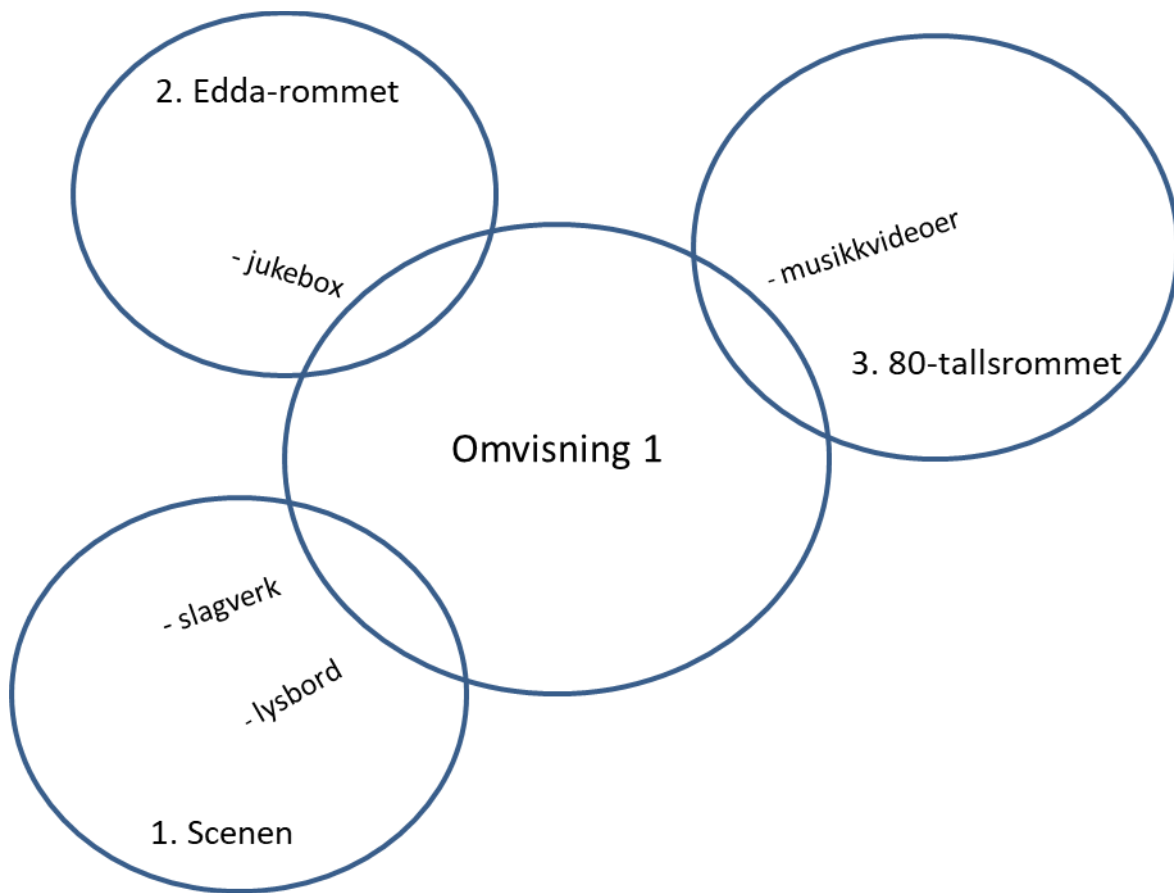 2. Edda-rommet
- jukebox
- musikkvideoer
3. 80-tallsrommet
Omvisning 1
- slagverk
- lysbord
1. Scenen